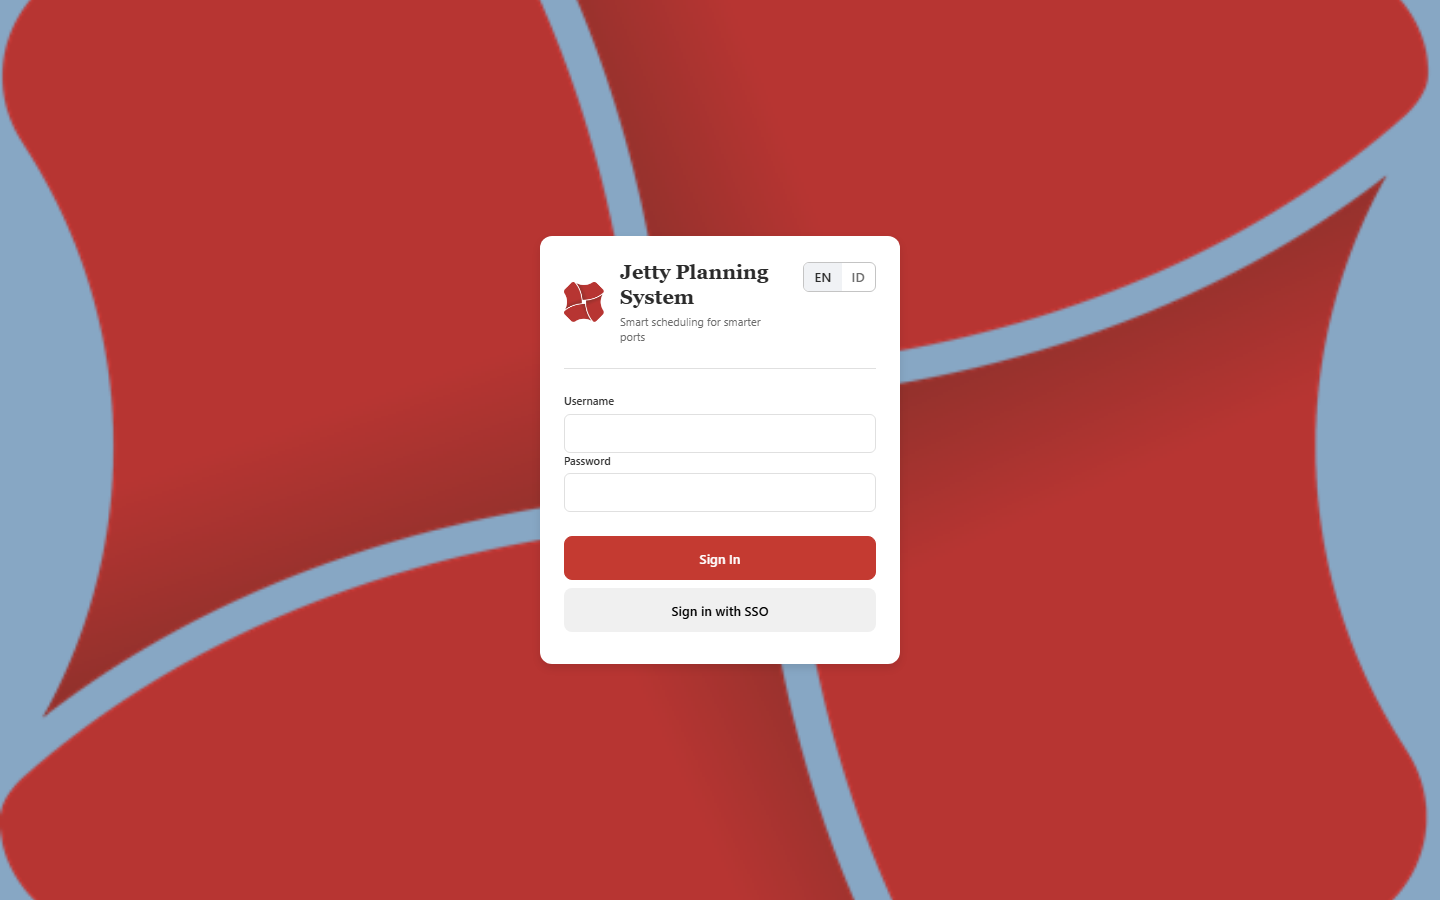 Jetty Planning
System
Smart scheduling for smarter
ports
EN ID
Username
Password
Sign In
Sign in with SSO